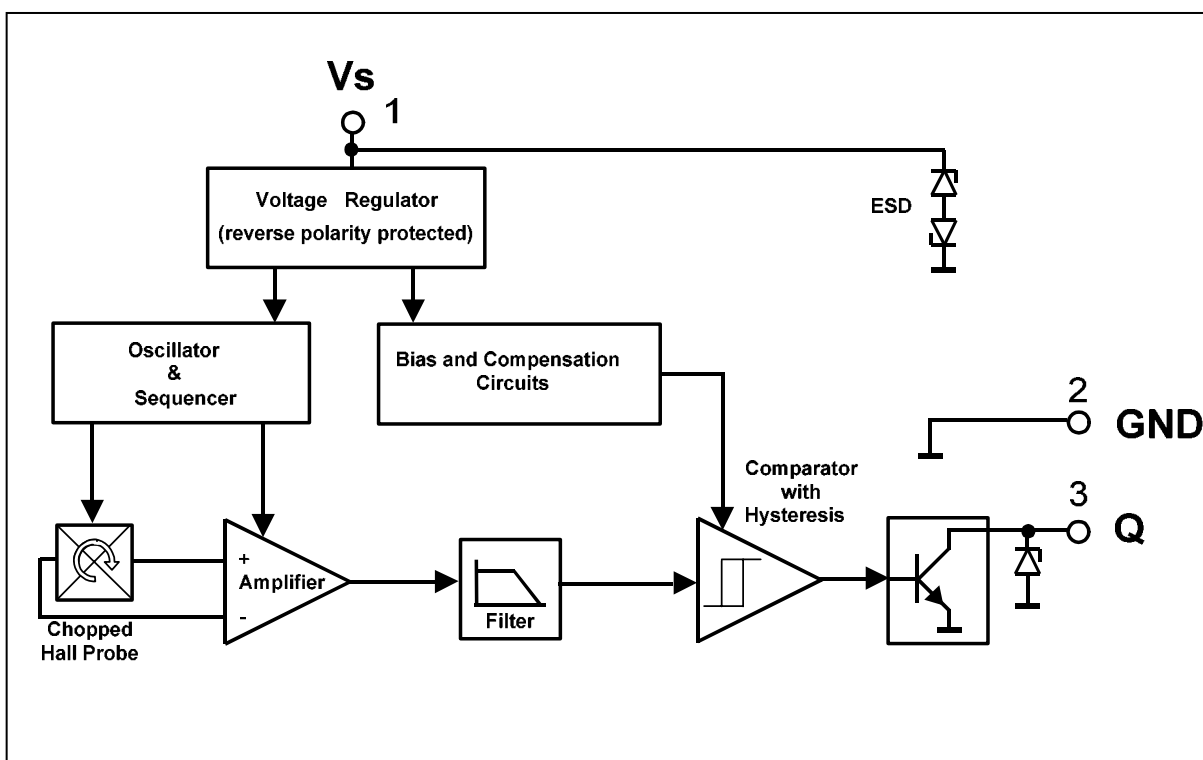 Vs
1
Voltage Regulator
(reverse polarity protected)
ESD
Oscillator
&
Sequencer
Bias and Compensation
Circuits
2
GND
Comparator
with
Hysteresis
3
Q
+
Amplifier
-
Filter
Chopped
Hall Probe